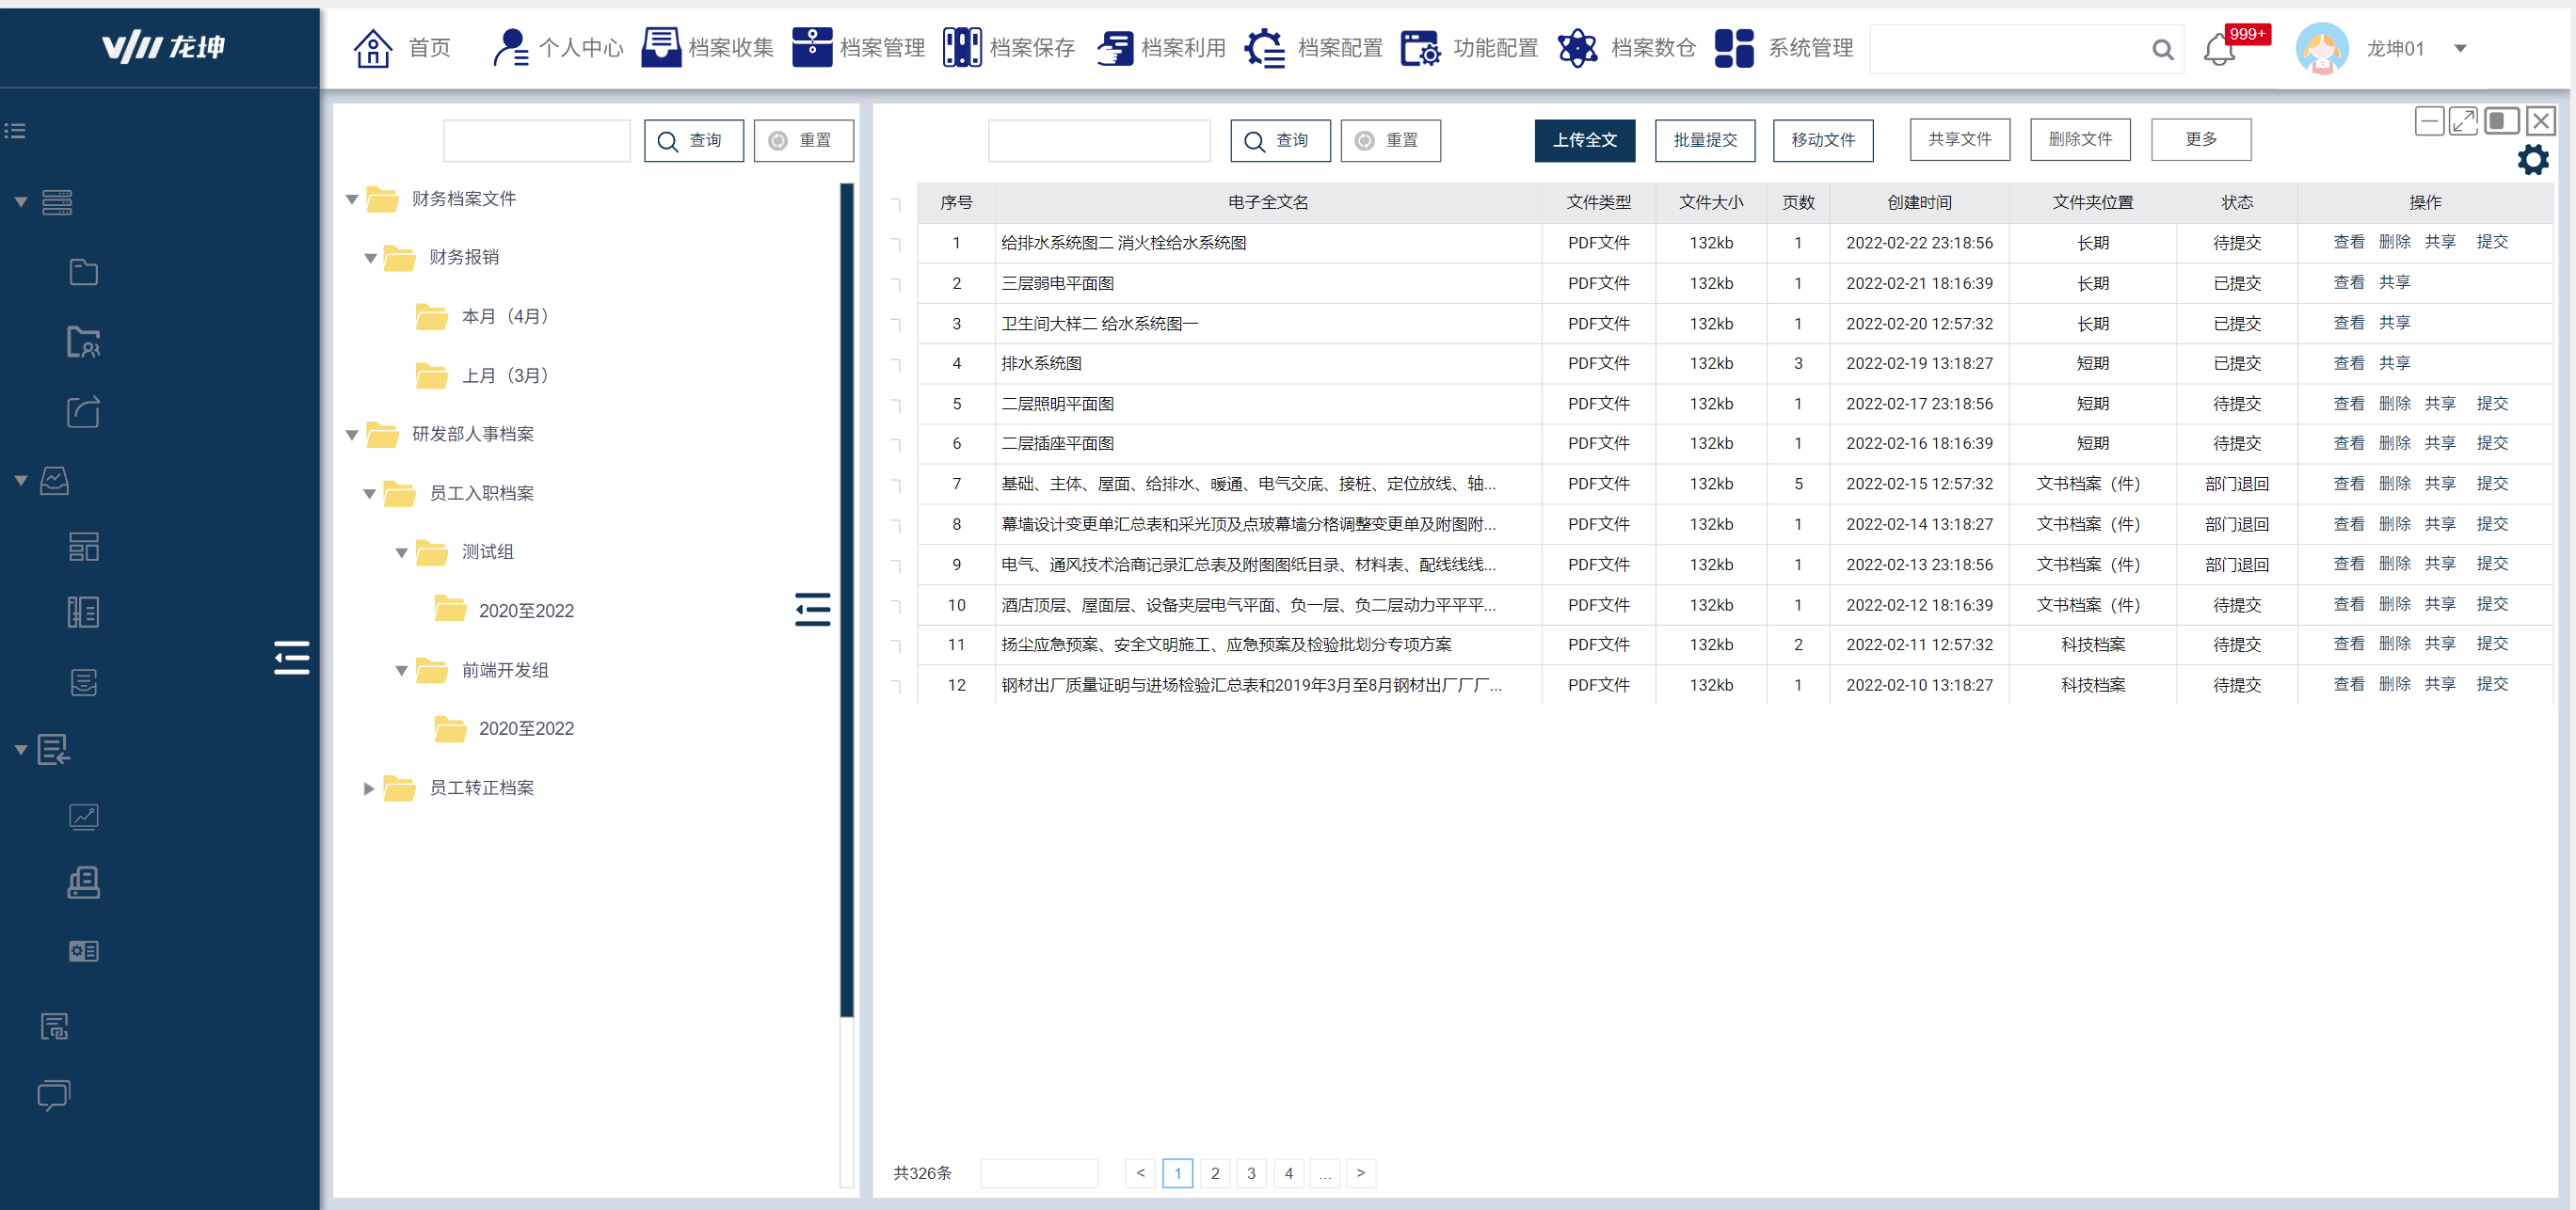 龙坤
首页 个人中心 档案收集 档案管理 档案保存 档案利用 档案配置 功能配置 档案数仓 系统管理 999+ 龙坤01
查询 重置
财务档案文件
财务报销
本月（4月）
上月（3月）
研发部人事档案
员工入职档案
测试组
2020至2022
前端开发组
2020至2022
员工转正档案
查询 重置 上传全文 批量提交 移动文件 共享文件 删除文件 更多
序号 电子全文名 文件类型 文件大小 页数 创建时间 文件夹位置 状态 操作
1 给排水系统图二 消火栓给水系统图 PDF文件 132kb 1 2022-02-22 23:18:56 长期 待提交 查看 删除 共享 提交
2 三层弱电平面图 PDF文件 132kb 1 2022-02-21 18:16:39 长期 已提交 查看 共享
3 卫生间大样二 给水系统图一 PDF文件 132kb 1 2022-02-20 12:57:32 长期 已提交 查看 共享
4 排水系统图 PDF文件 132kb 3 2022-02-19 13:18:27 短期 已提交 查看 共享
5 二层照明平面图 PDF文件 132kb 1 2022-02-17 23:18:56 短期 待提交 查看 删除 共享 提交
6 二层插座平面图 PDF文件 132kb 1 2022-02-16 18:16:39 短期 待提交 查看 删除 共享 提交
7 基础、主体、屋面、给排水、暖通、电气交底、接桩、定位放线、轴... PDF文件 132kb 5 2022-02-15 12:57:32 文书档案（件） 部门退回 查看 删除 共享 提交
8 幕墙设计变更单汇总表和采光顶及点玻幕墙分格调整变更单及附图附... PDF文件 132kb 1 2022-02-14 13:18:27 文书档案（件） 部门退回 查看 删除 共享 提交
9 电气、通风技术洽商记录汇总表及附图图纸目录、材料表、配线线线... PDF文件 132kb 1 2022-02-13 23:18:56 文书档案（件） 部门退回 查看 删除 共享 提交
10 酒店顶层、屋面层、设备夹层电气平面、负一层、负二层动力平平平... PDF文件 132kb 1 2022-02-12 18:16:39 文书档案（件） 待提交 查看 删除 共享 提交
11 扬尘应急预案、安全文明施工、应急预案及检验批划分专项方案 PDF文件 132kb 2 2022-02-11 12:57:32 科技档案 待提交 查看 删除 共享 提交
12 钢材出厂质量证明与进场检验汇总表和2019年3月至8月钢材出厂厂厂... PDF文件 132kb 1 2022-02-10 13:18:27 科技档案 待提交 查看 删除 共享 提交
共326条 < 1 2 3 4 ... >